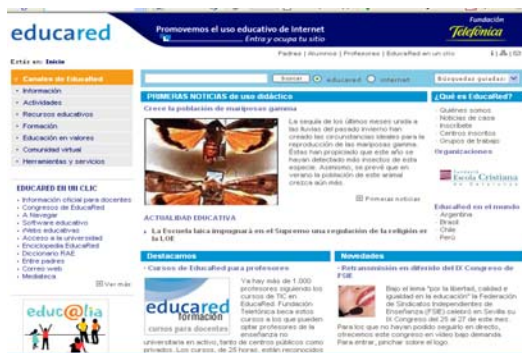 educared
Promovemos el uso educativo de Internet
Entra y ocupa tu sitio
Fundación
Telefónica
Padres | Alumnos | Profesores | EducaRed en un clic
Estás en: Inicio
Canales de EducaRed
Información
Actividades
Recursos educativos
Formación
Educación en valores
Comunidad virtual
Herramientas y servicios
EDUCARED EN UN CLIC
Información oficial para docentes
Congresos de EducaRed
A Navegar
Software educativo
Webs educativas
Acceso a la universidad
Enciclopedia EducaRed
Diccionario RAE
Entre padres
Correo web
Mediateca
Ver más
educ@lia
buscar educared internet
PRIMERAS NOTICIAS de uso didáctico
Crece la población de mariposas gamma
La sequía de los últimos meses unida a
las lluvias del pasado invierno han
creado las circunstancias ideales para la
reproducción de las mariposas gamma.
Éstas han propiciado que este año se
hayan detectado más insectos de esta
especie. Asimismo, se prevé que en
verano la población de este animal
crezca aún más.
Primeras noticias
ACTUALIDAD EDUCATIVA
La Escuela laica impugnará en el Supremo una regulación de la religión en
la LOE
Destacamos
Cursos de EducaRed para profesores
educared
formación
cursos para docentes
Ya hay más de 1.000
profesores siguiendo los
cursos de TIC en
EducaRed. Fundación
Telefónica beca estos
cursos a los que pueden
optar profesores de la
enseñanza no
universitaria en activo, tanto de centros públicos como
privados. Los cursos, de 25 horas, están reconocidos
Novedades
Retransmisión en diferido del IX Congreso de
FSIE
Bajo el lema "por la libertad, calidad e
igualdad en la educación" la Federación
de Sindicatos Independientes de
Enseñanza (FSIE) celebró en Sevilla su
IX Congreso del 25 al 27 de este mes.
Para los que no hayan podido seguirlo en directo,
ofrecemos este congreso en vídeo bajo demanda.
Para entrar, pinchar sobre el logo.
Búsquedas guiadas
¿Qué es EducaRed?
Quiénes somos
Noticias de casa
Inscríbete
Centros inscritos
Grupos de trabajo
Organizaciones
Escola Cristiana
de Catalunya
EducaRed en el mundo
Argentina
Brasil
Chile
Perú